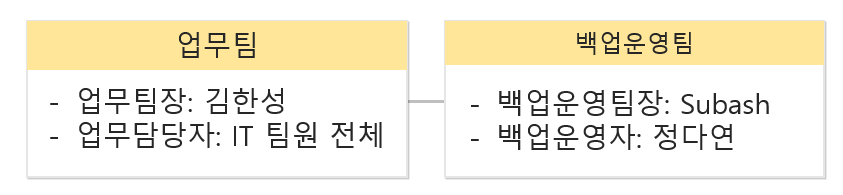 업무팀
- 업무팀장: 김한성
- 업무담당자: IT 팀원 전체
백업운영팀
- 백업운영팀장: Subash
- 백업운영자: 정다연